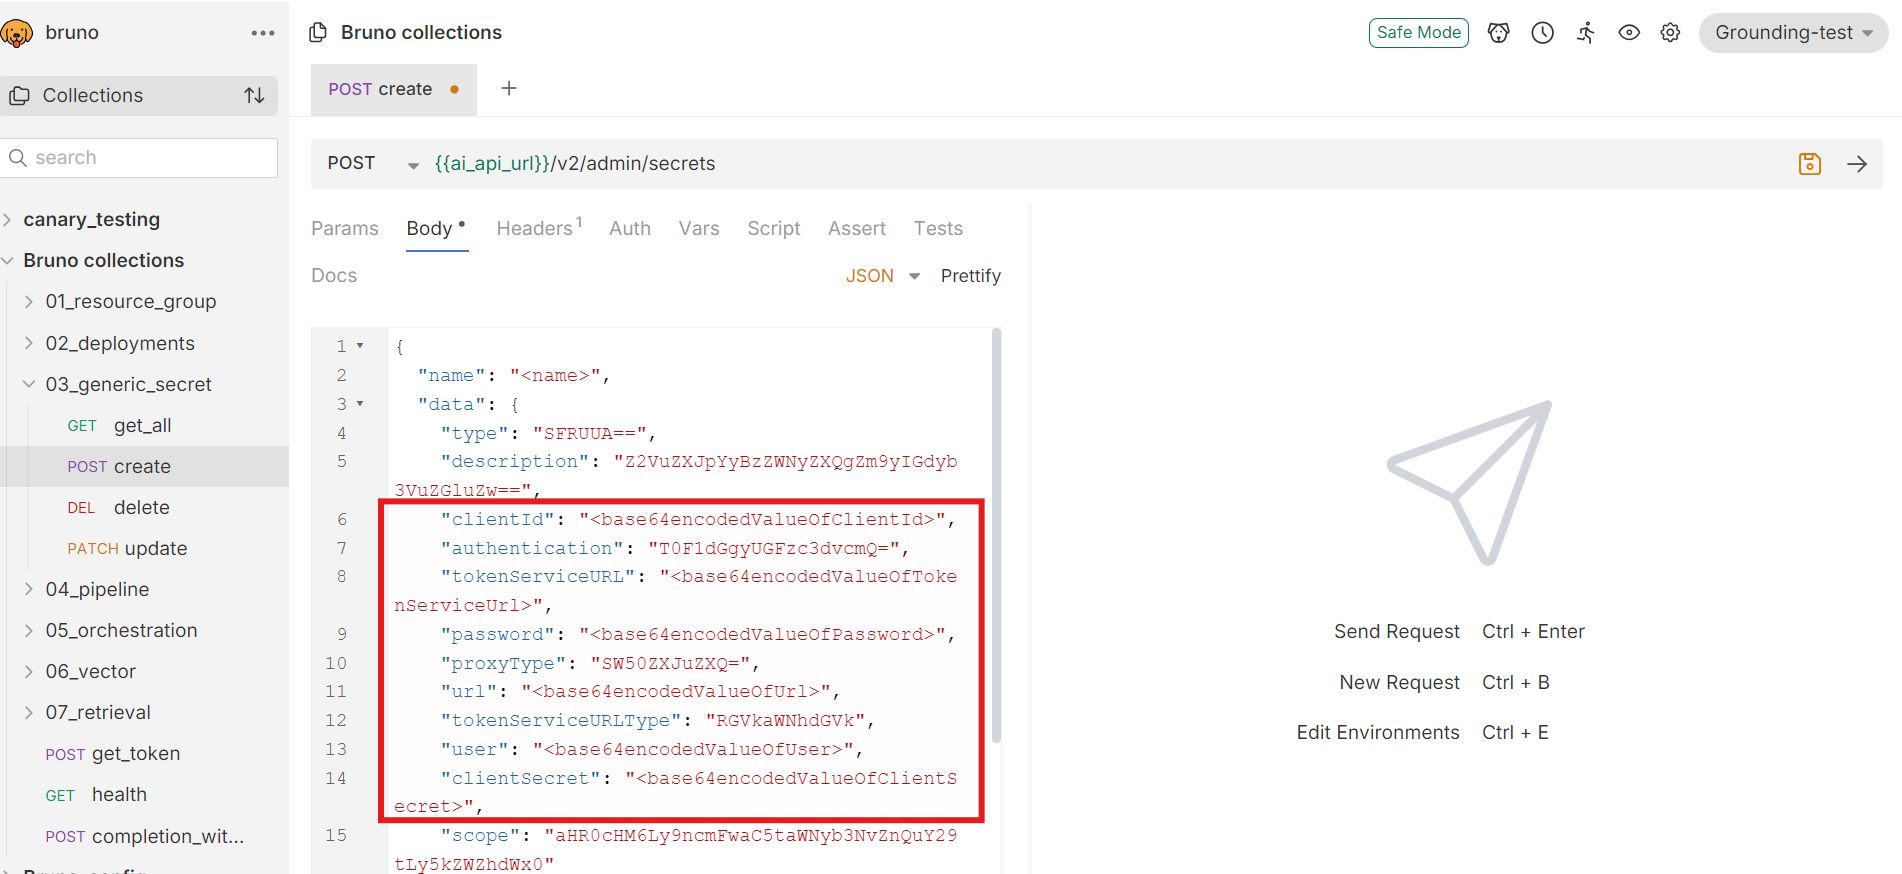 bruno
Collections
search
canary_testing
Bruno collections
01_resource_group
02_deployments
03_generic_secret
GET get_all
POST create
DEL delete
PATCH update
04_pipeline
05_orchestration
06_vector
07_retrieval
POST get_token
GET health
POST completion_wit...
Bruno collections
Safe Mode
Grounding-test
POST create
POST {{ai_api_url}}/v2/admin/secrets
Params Body Headers 1 Auth Vars Script Assert Tests
Docs JSON Prettify
1 {
2 "name": "<name>",
3 "data": {
4 "type": "SFRUUA==",
5 "description": "Z2VuZXJpYyBzZWNyZXQgZm9yIGdyb
3VuZGluZw==",
6 "clientId": "<base64encodedValueOfClientId>",
7 "authentication": "T0F1dGgyUGFzc3dvcmQ=",
8 "tokenServiceURL": "<base64encodedValueOfToke
nServiceUrl>",
9 "password": "<base64encodedValueOfPassword>",
10 "proxyType": "SW50ZXJuZXQ=",
11 "url": "<base64encodedValueOfUrl>",
12 "tokenServiceURLType": "RGVkaWNhdGVk",
13 "user": "<base64encodedValueOfUser>",
14 "clientSecret": "<base64encodedValueOfClientS
ecret>",
15 "scope": "aHR0cHM6Ly9ncmFwaC5taWNyb3NvZnQuY29
tLy5kZWZhdWx0"
Send Request Ctrl + Enter
New Request Ctrl + B
Edit Environments Ctrl + E